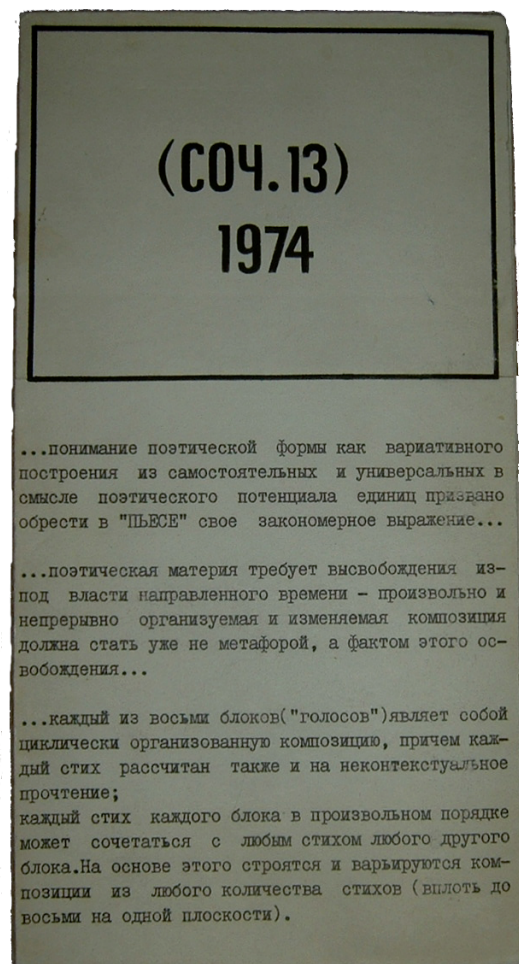 (СОЧ.13)
1974
...понимание поэтической формы как вариативного
построения из самостоятельных и универсальных в
смысле поэтического потенциала единиц призвано
обрести в "ПЬЕСЕ" свое закономерное выражение...
...поэтическая материя требует высвобождения из-
под власти направленного времени - произвольно и
непрерывно организуемая и изменяемая композиция
должна стать уже не метафорой, а фактом этого ос-
вобождения...
...каждый из восьми блоков("голосов")являет собой
циклически организованную композицию, причем каж-
дый стих рассчитан также и на неконтекстуальное
прочтение;
каждый стих каждого блока в произвольном порядке
может сочетаться с любым стихом любого другого
блока.На основе этого строятся и варьируются ком-
позиции из любого количества стихов (вплоть до
восьми на одной плоскости).